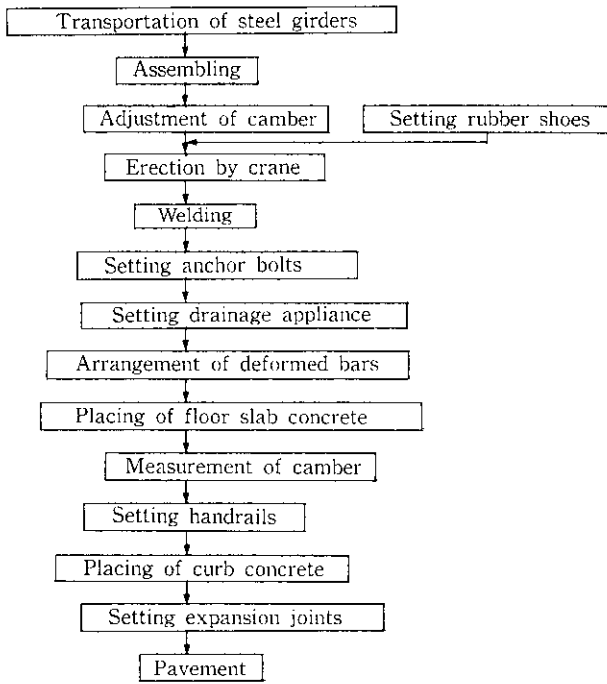 Transportation of steel girders
Assembling
Adjustment of camber
Setting rubber shoes
Erection by crane
Welding
Setting anchor bolts
Setting drainage appliance
Arrangement of deformed bars
Placing of floor slab concrete
Measurement of camber
Setting handrails
Placing of curb concrete
Setting expansion joints
Pavement